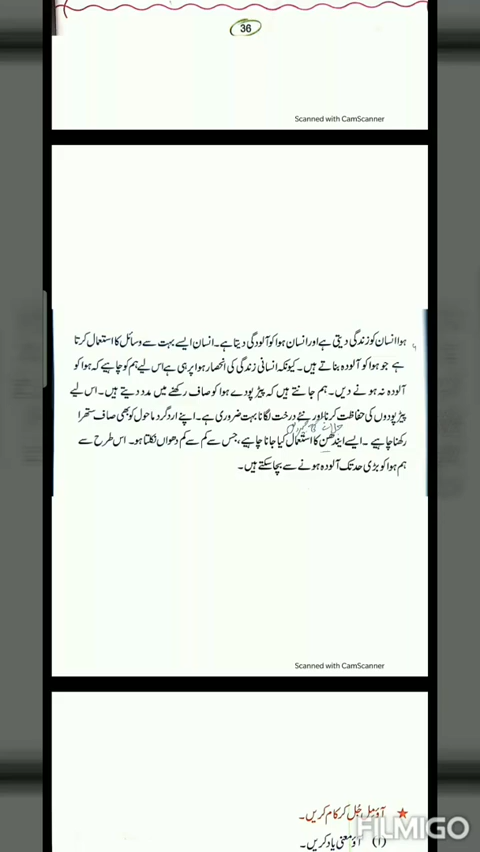 36
Scanned with CamScanner
ہوا انسان کو زندگی دیتی ہے اور انسان ہوا کو آلودگی دیتا ہے۔ انسان ایسے بہت سے وسائل کا استعمال کرتا
ہے جو ہوا کو آلودہ بناتے ہیں۔ کیونکہ انسانی زندگی کی انحصار ہوا پر ہی ہے اس لیے ہم کو چاہیے کہ ہوا کو
آلودہ نہ ہونے دیں۔ ہم جانتے ہیں کہ پیڑ پودے ہوا کو صاف رکھنے میں مدد دیتے ہیں۔ اس لیے
پیڑ پودوں کی حفاظت کرنا اور نئے درخت لگانا بہت ضروری ہے۔ اپنے اردگرد ماحول کو بھی صاف ستھرا
رکھنا چاہیے۔ ایسے ایندھن کا استعمال کیا جانا چاہیے، جس سے کم سے کم دھواں نکلتا ہو۔ اس طرح سے
ہم ہوا کو بڑی حد تک آلودہ ہونے سے بچا سکتے ہیں۔
Scanned with CamScanner
★ آؤ مل جُل کر کام کریں۔
(۱) آؤ معنی یاد کریں۔
FILMIGO